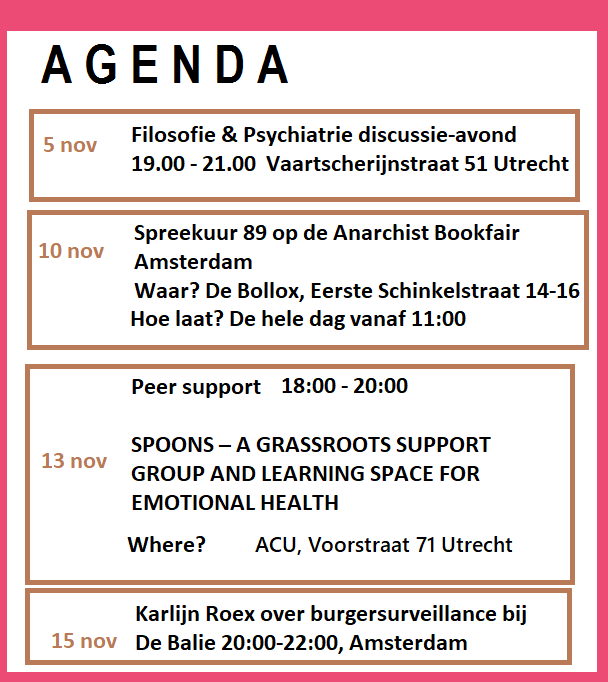 AGENDA
5 nov
Filosofie & Psychiatrie discussie-avond
19.00 - 21.00 Vaartscherijnstraat 51 Utrecht
10 nov
Spreekuur 89 op de Anarchist Bookfair
Amsterdam
Waar? De Bollox, Eerste Schinkelstraat 14-16
Hoe laat? De hele dag vanaf 11:00
13 nov
Peer support 18:00 - 20:00
SPOONS – A GRASSROOTS SUPPORT
GROUP AND LEARNING SPACE FOR
EMOTIONAL HEALTH
Where? ACU, Voorstraat 71 Utrecht
15 nov
Karlijn Roex over burgersurveillance bij
De Balie 20:00-22:00, Amsterdam